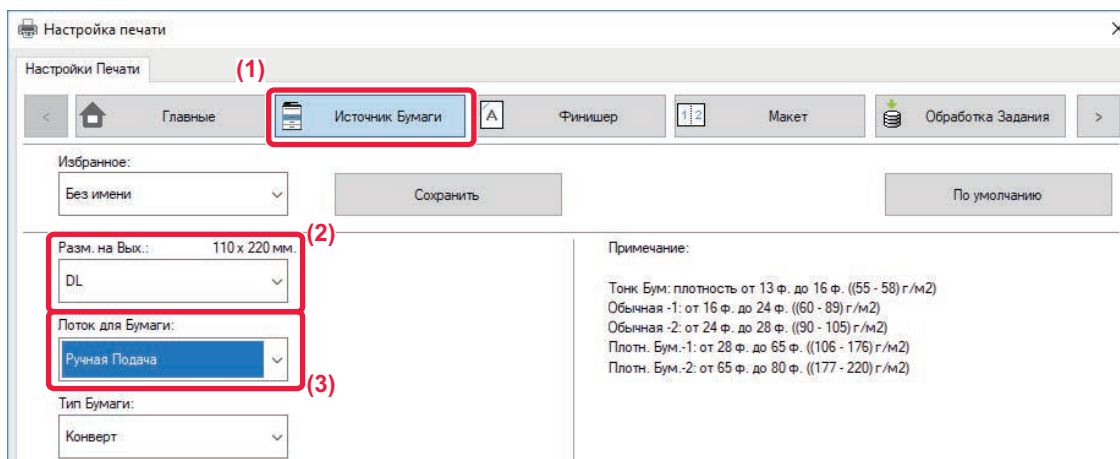 Настройка печати
Настройки Печати
(1)
<
Главные
Источник Бумаги
A
Финишер
1 2
Макет
Обработка Задания
>
Избранное:
Без имени
Сохранить
По умолчанию
Разм. на Вых.: 110 x 220 мм.
(2)
DL
Лоток для Бумаги:
Ручная Подача
(3)
Тип Бумаги:
Конверт
Примечание:
Тонк Бум: плотность от 13 ф. до 16 ф. ((55 - 58) г/м2)
Обычная -1: от 16 ф. до 24 ф. ((60 - 89) г/м2)
Обычная -2: от 24 ф. до 28 ф. ((90 - 105) г/м2)
Плотн. Бум.-1: от 28 ф. до 65 ф. ((106 - 176) г/м2)
Плотн. Бум.-2: от 65 ф. до 80 ф. ((177 - 220) г/м2)